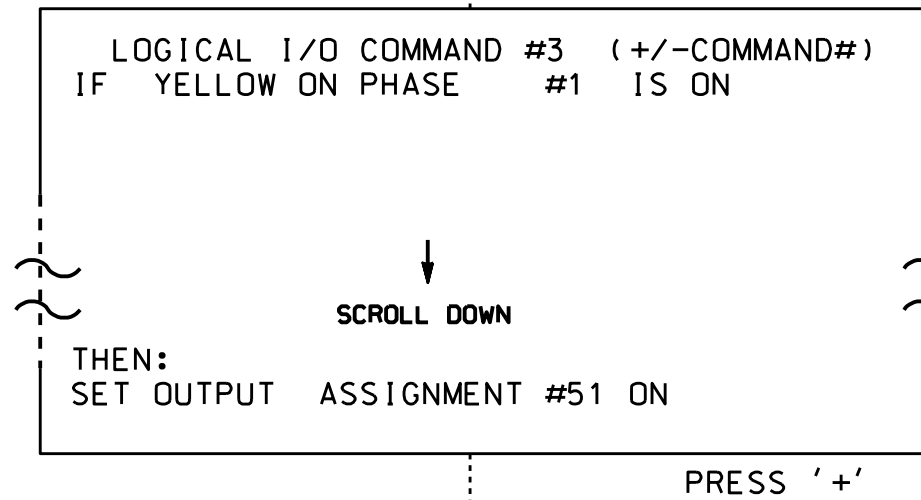 LOGICAL I/O COMMAND #3 (+/-COMMAND#)
IF YELLOW ON PHASE #1 IS ON
SCROLL DOWN
THEN:
SET OUTPUT ASSIGNMENT #51 ON
PRESS '+'